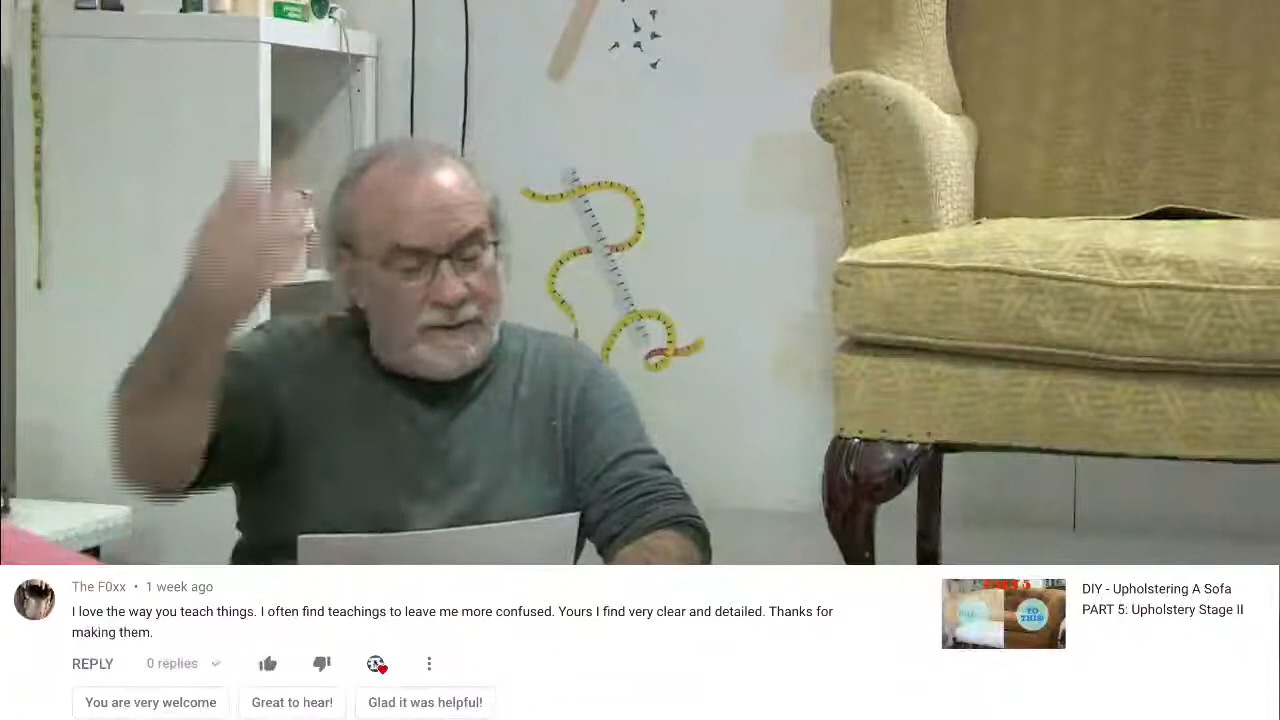 The F0xx • 1 week ago
I love the way you teach things. I often find teachings to leave me more confused. Yours I find very clear and detailed. Thanks for
making them.
REPLY 0 replies
You are very welcome
Great to hear!
Glad it was helpful!
TO
THIS!
DIY - Upholstering A Sofa
PART 5: Upholstery Stage II